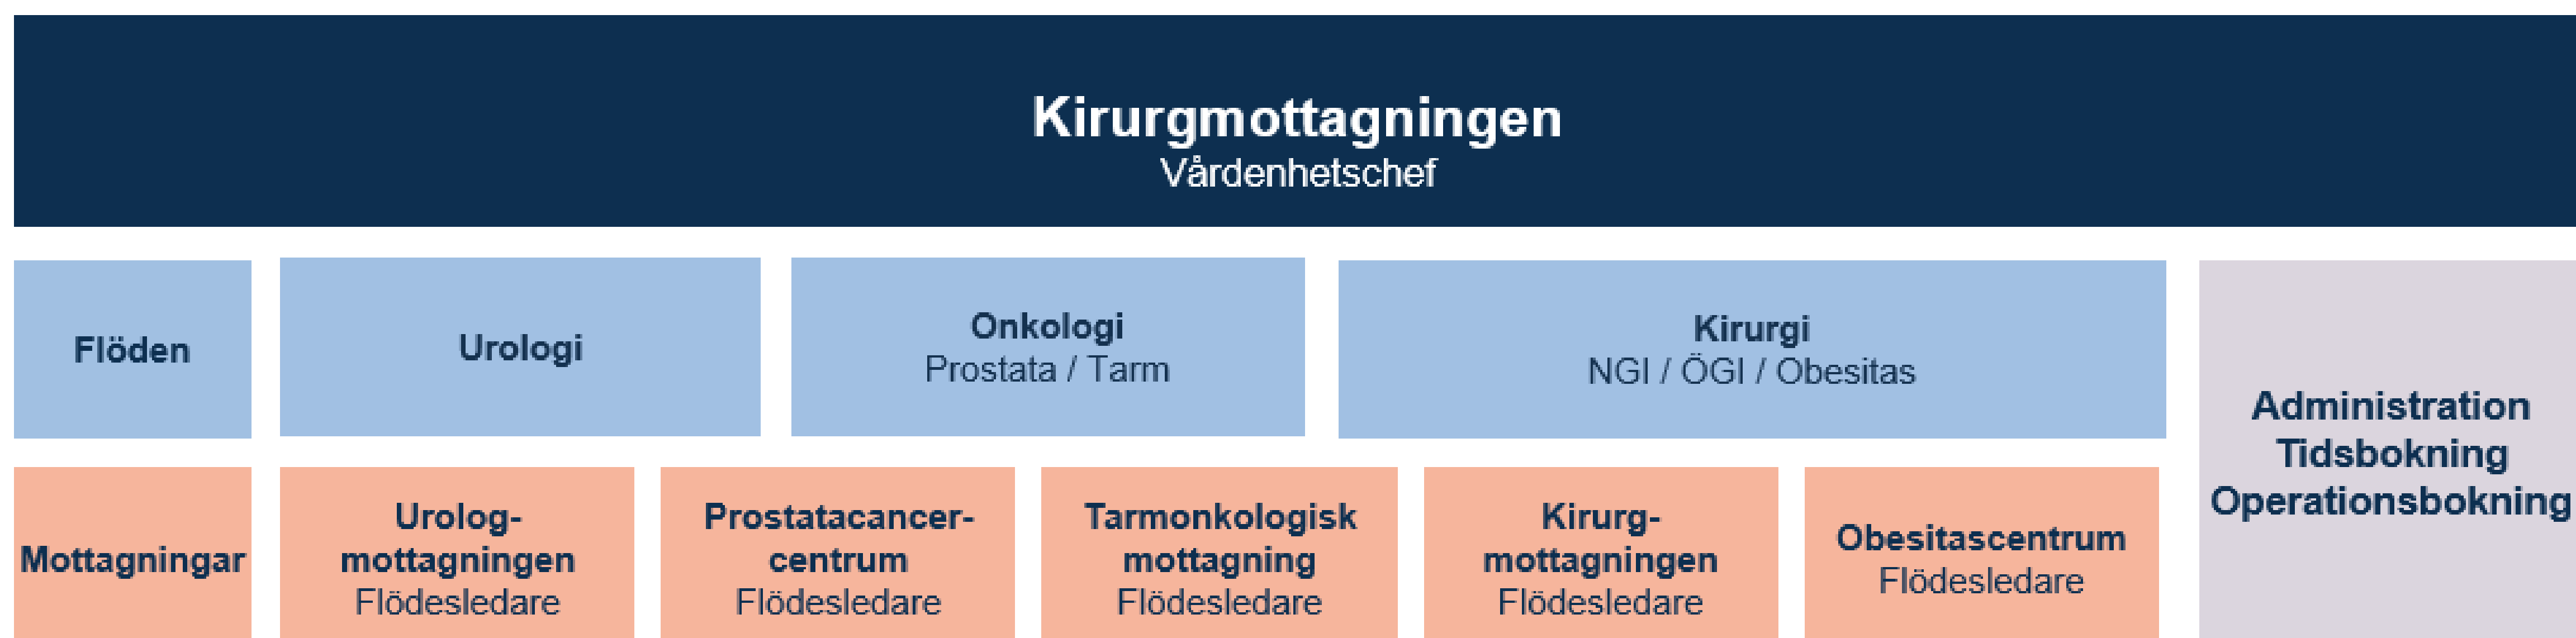 Kirurgmottagningen
Vårdenhetschef
Flöden
Urologi
Onkologi
Prostata / Tarm
Kirurgi
NGI / ÖGI / Obesitas
Administration
Tidsbokning
Operationsbokning
Mottagningar
Urolog-
mottagningen
Flödesledare
Prostatacancer-
centrum
Flödesledare
Tarmonkologisk
mottagning
Flödesledare
Kirurg-
mottagningen
Flödesledare
Obesitascentrum
Flödesledare